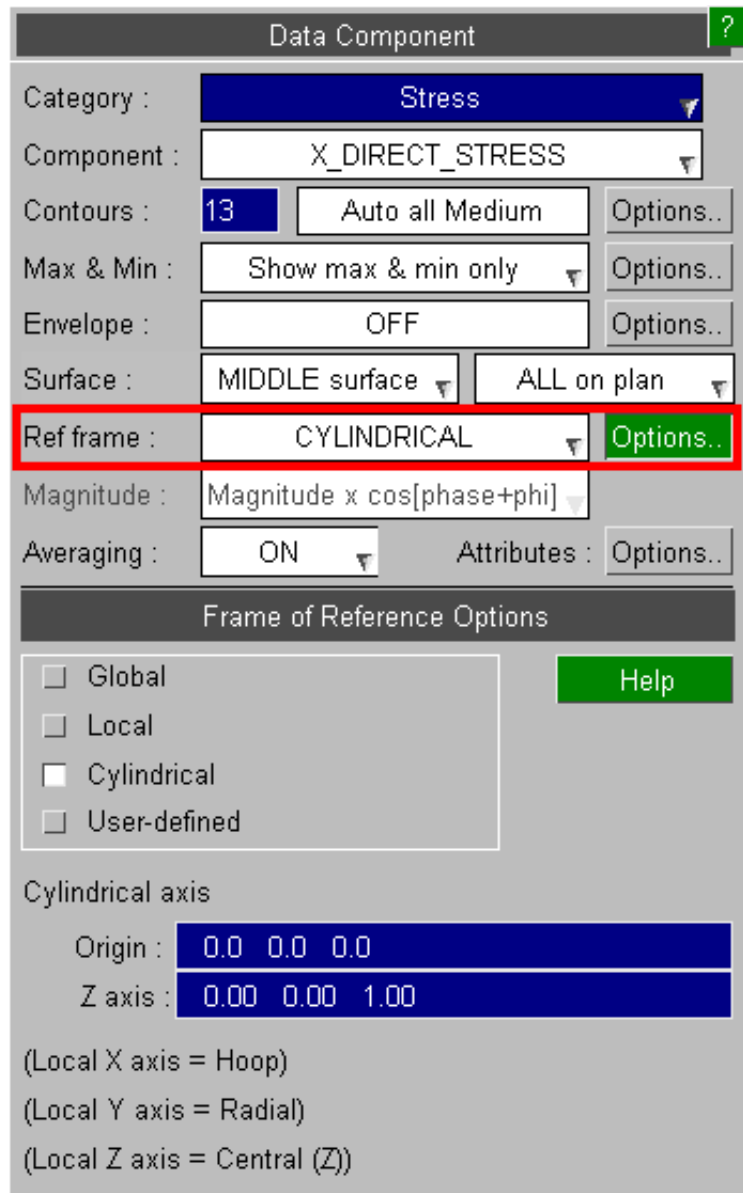 Data Component ?
Category : Stress
Component : X_DIRECT_STRESS
Contours : 13 Auto all Medium Options..
Max & Min : Show max & min only Options..
Envelope : OFF Options..
Surface : MIDDLE surface ALL on plan
Ref frame : CYLINDRICAL Options..
Magnitude : Magnitude x cos[phase+phi]
Averaging : ON Attributes : Options..
Frame of Reference Options
Global Help
Local
Cylindrical
User-defined
Cylindrical axis
Origin : 0.0 0.0 0.0
Z axis : 0.00 0.00 1.00
(Local X axis = Hoop)
(Local Y axis = Radial)
(Local Z axis = Central (Z))